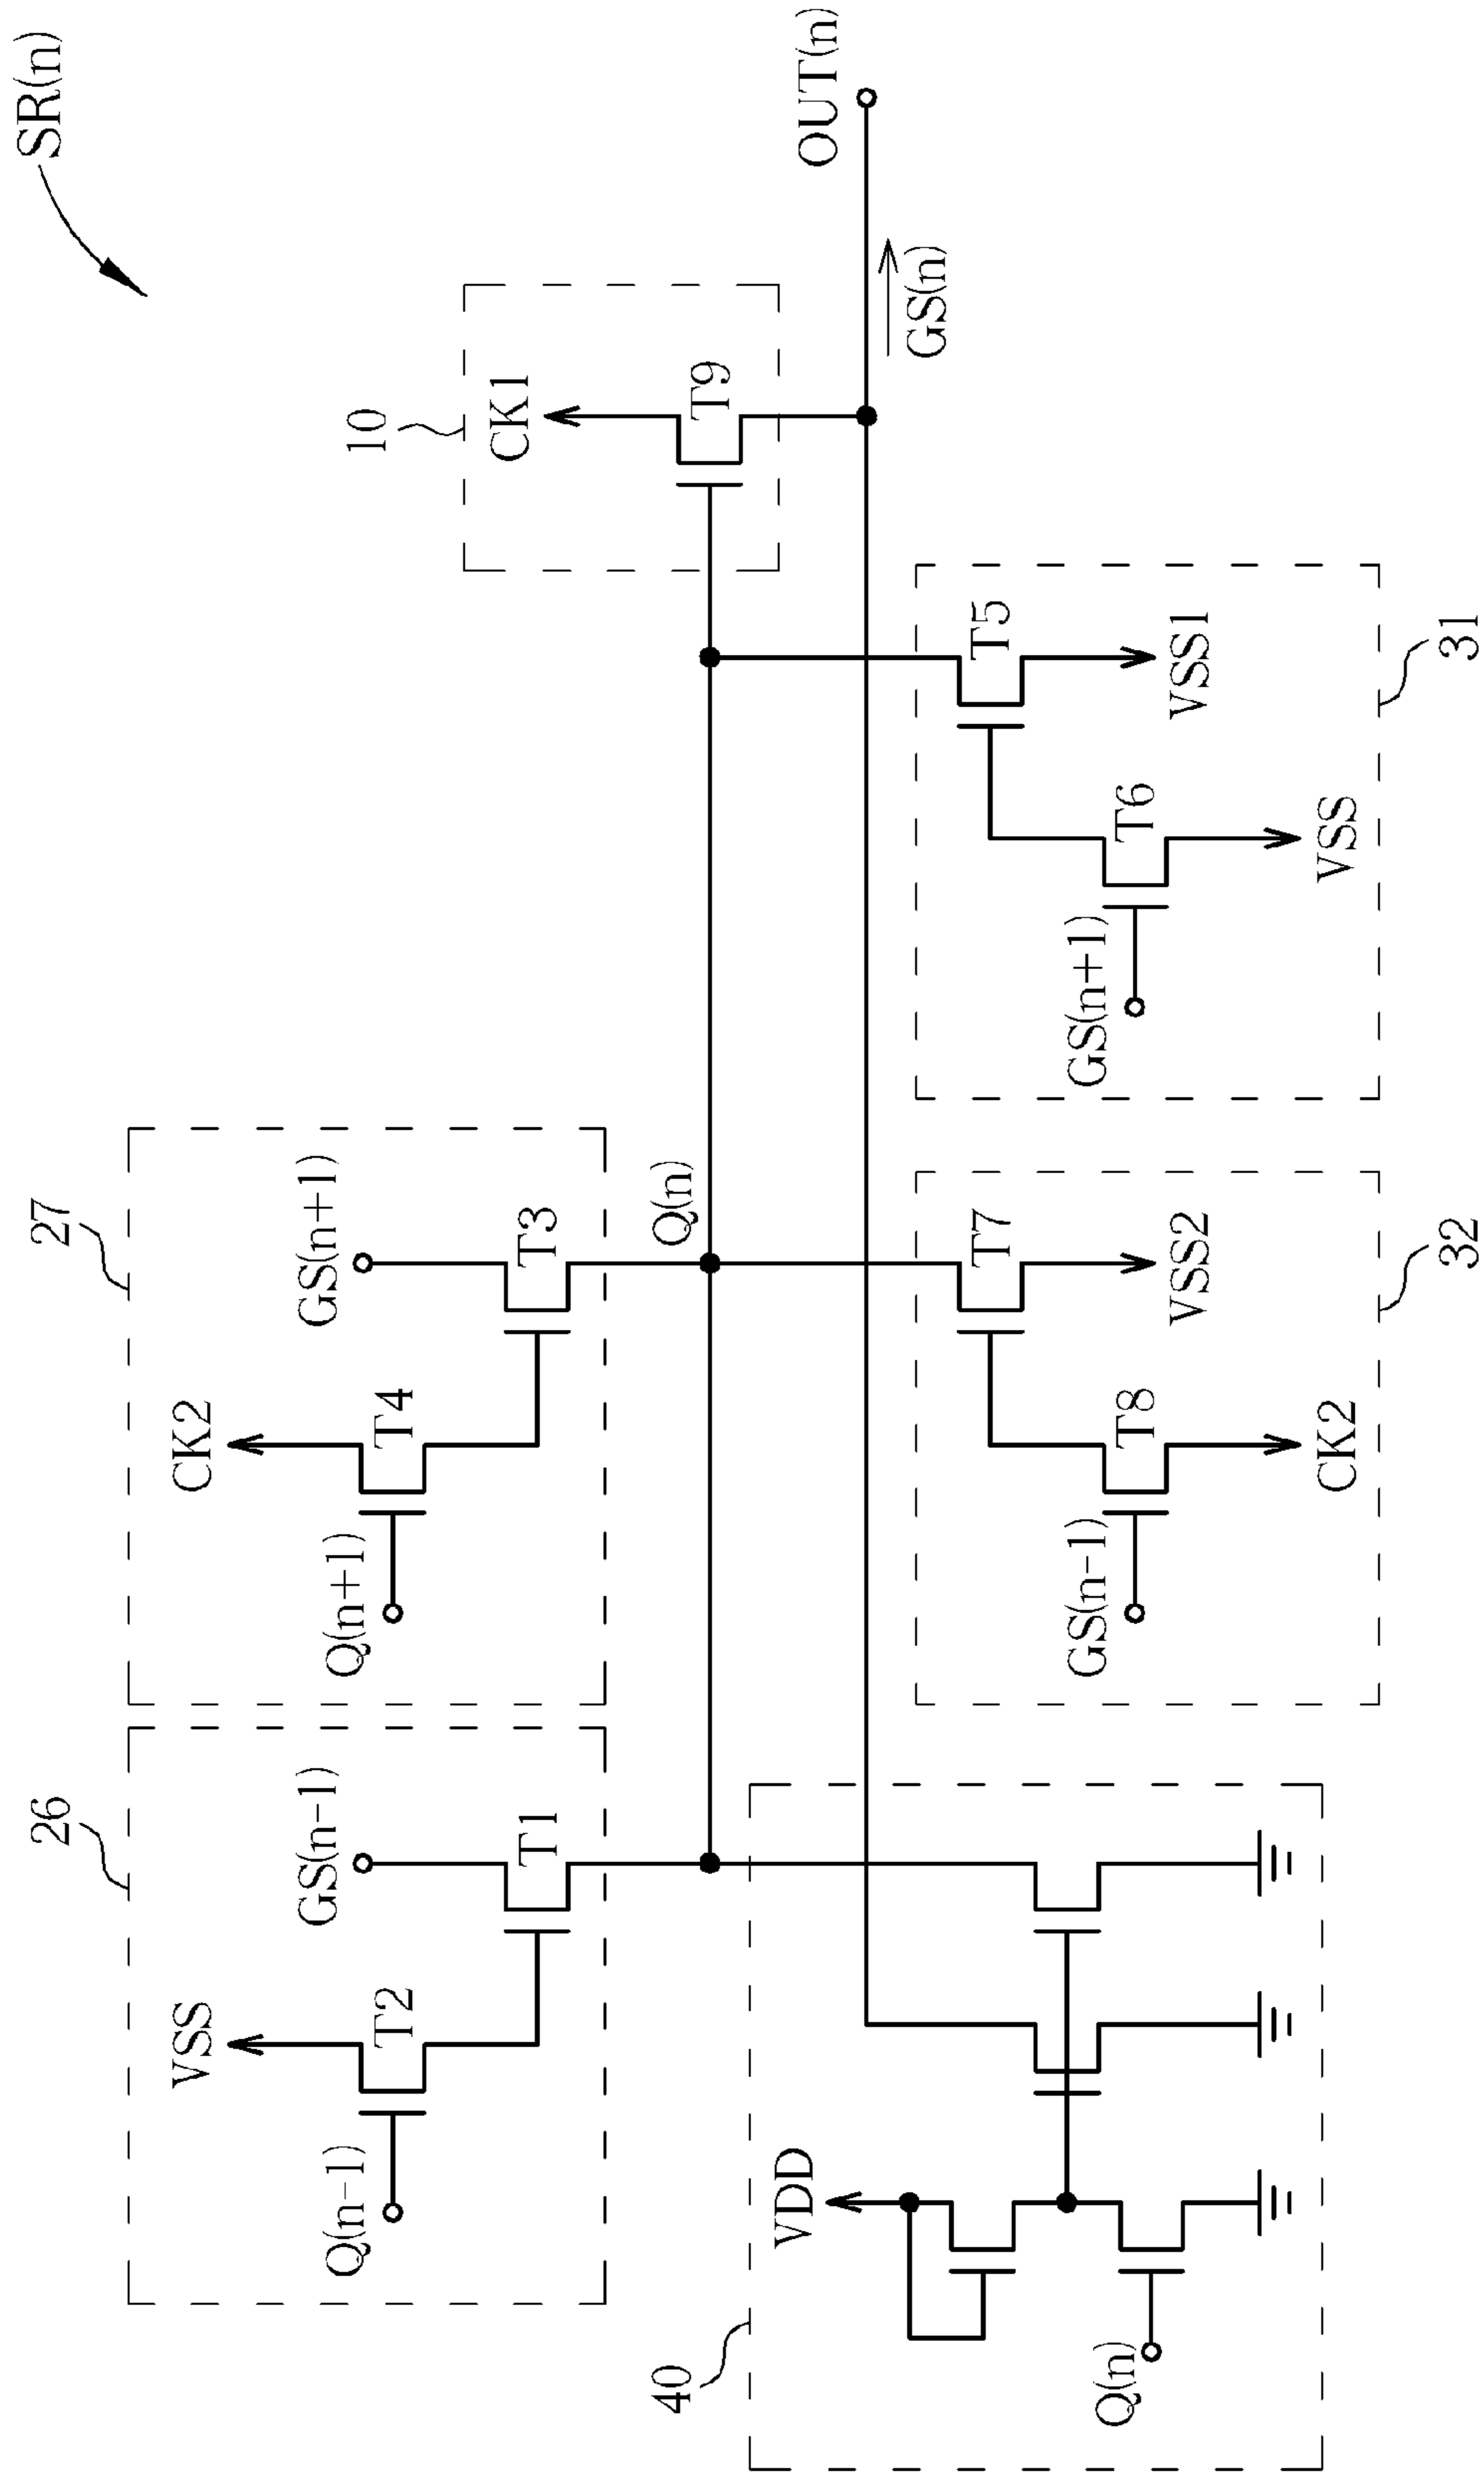 SR(n)
26
27
VSS
CK2
GS(n-1)
GS(n+1)
Q(n-1)
Q(n+1)
10
T2
T4
CK1
T1
T3
40
Q(n)
T9
VDD
OUT(n)
GS(n)
T7
T5
GS(n-1)
GS(n+1)
Q(n)
T8
T6
VSS2
VSS1
CK2
VSS
32
31